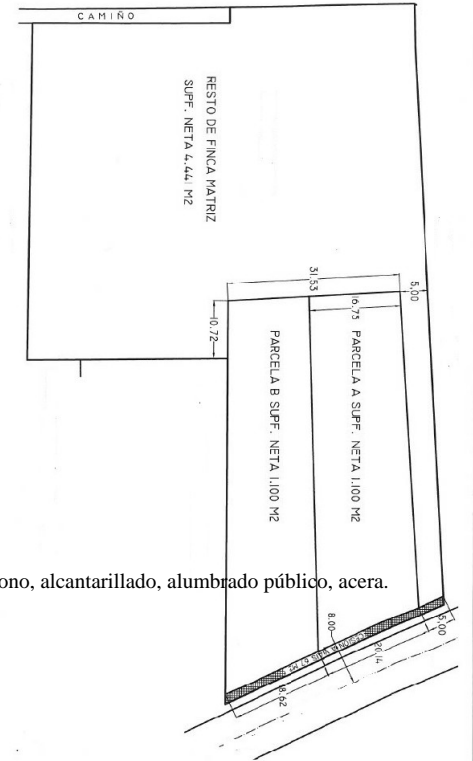 CAMIÑO
RESTO DE FINCA MATRIZ
SUPF. NETA 4.441 M2
5,00
31,53
16,73
PARCELA A SUPF. NETA 1.100 M2
PARCELA B SUPF. NETA 1.100 M2
10.72
ono, alcantarillado, alumbrado público, acera.
5,00
20,14
8.00
18.62